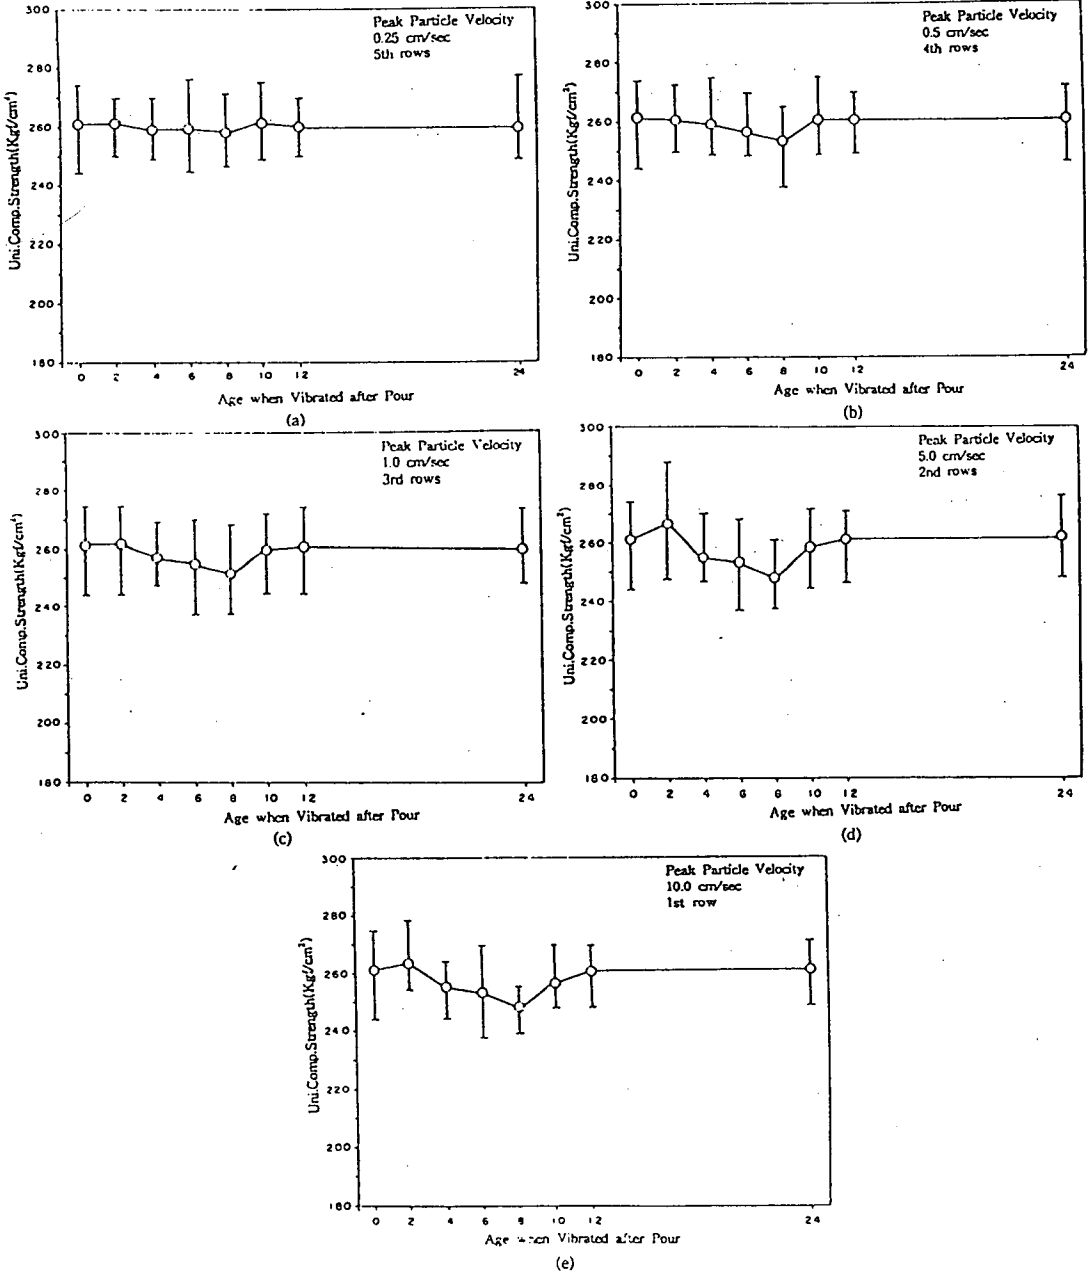 Peak Particle Velocity
0.25 cm/sec
5th rows
300
280
260
240
220
200
180
Uni.Comp.Strength(Kgf/cm²)
0 2 4 6 8 10 12 24
Age when Vibrated after Pour
(a)
Peak Particle Velocity
0.5 cm/sec
4th rows
300
280
260
240
220
200
180
Uni.Comp.Strength(Kgf/cm²)
0 2 4 6 8 10 12 24
Age when Vibrated after Pour
(b)
Peak Particle Velocity
1.0 cm/sec
3rd rows
300
280
260
240
220
200
180
Uni.Comp.Strength(Kgf/cm²)
0 2 4 6 8 10 12 24
Age when Vibrated after Pour
(c)
Peak Particle Velocity
5.0 cm/sec
2nd rows
300
280
260
240
220
200
180
Uni.Comp.Strength(Kgf/cm²)
0 2 4 6 8 10 12 24
Age when Vibrated after Pour
(d)
Peak Particle Velocity
10.0 cm/sec
1st row
300
280
260
240
220
200
180
Uni.Comp.Strength(Kgf/cm²)
0 2 4 6 8 10 12 24
Age when Vibrated after Pour
(e)